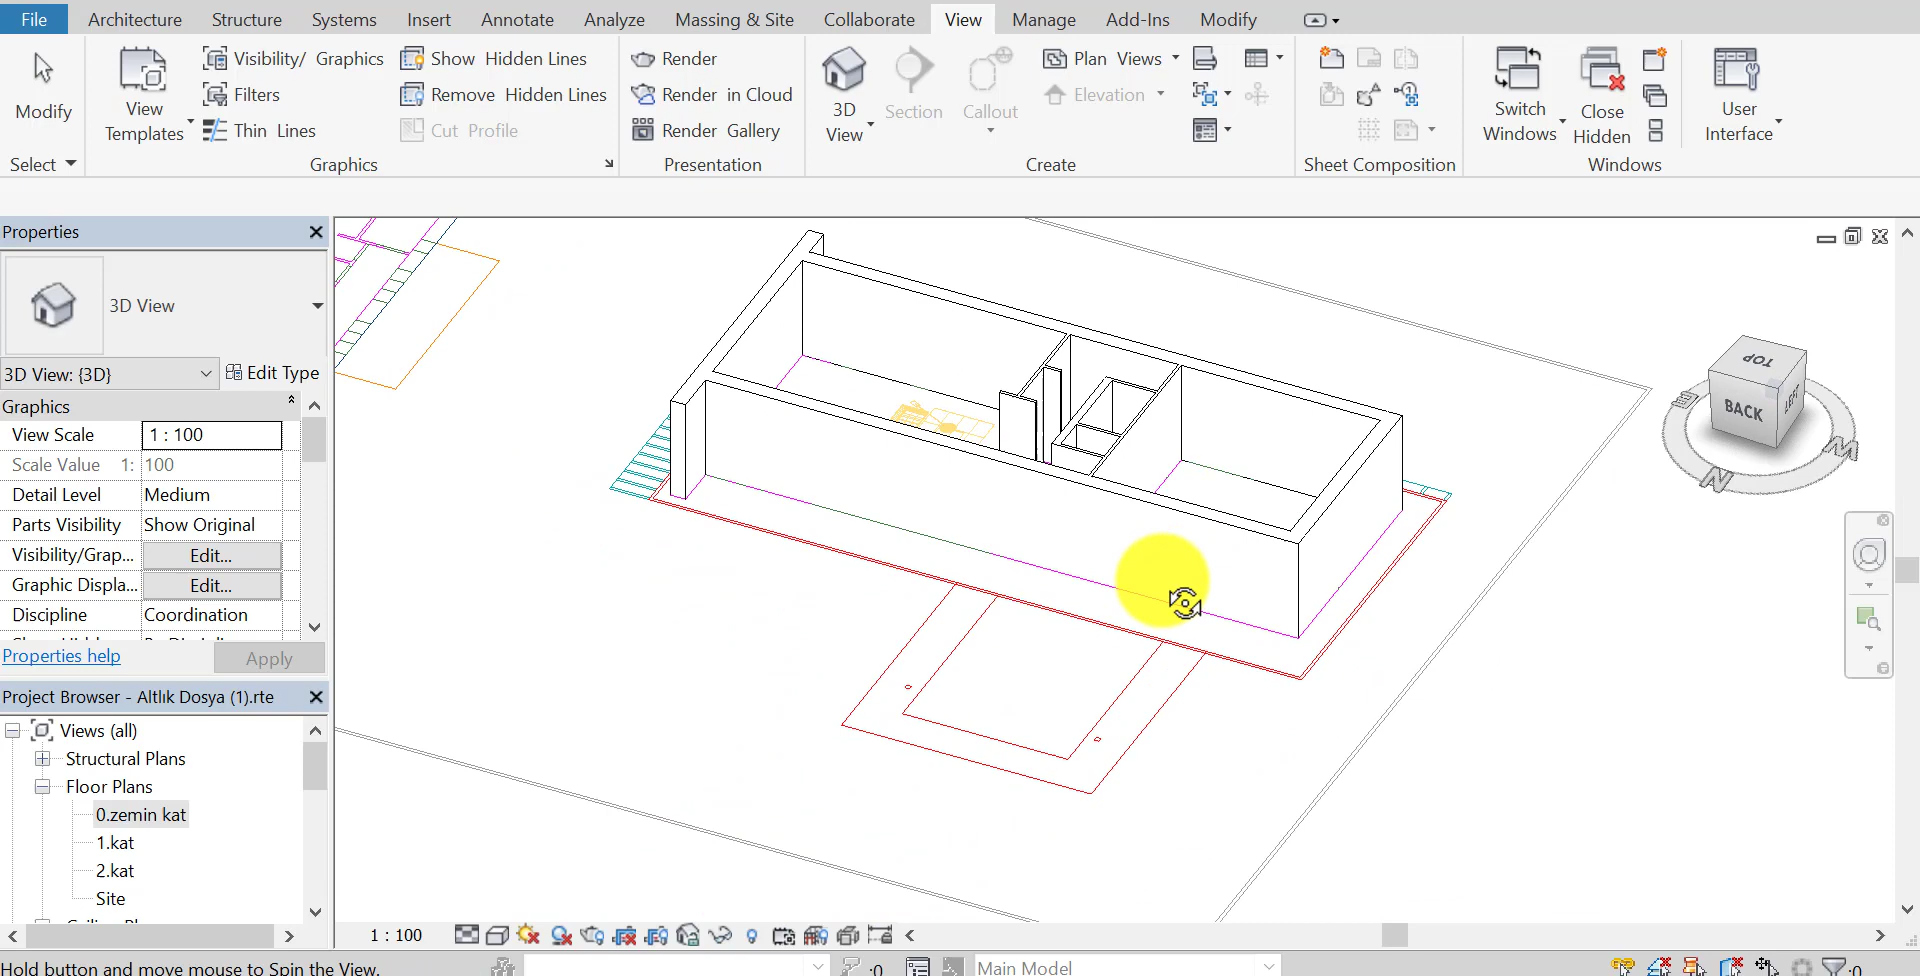 File Architecture Structure Systems Insert Annotate Analyze Massing & Site Collaborate View Manage Add-Ins Modify
Modify
Select
View
Templates
Visibility/ Graphics
Filters
Thin Lines
Show Hidden Lines
Remove Hidden Lines
Cut Profile
Graphics
Render
Render in Cloud
Render Gallery
Presentation
3D
View
Section
Callout
Plan Views
Elevation
Create
Sheet Composition
Switch
Windows
Close
Hidden
User
Interface
Windows
Properties
3D View
3D View: {3D}
Edit Type
Graphics
View Scale 1 : 100
Scale Value 1: 100
Detail Level Medium
Parts Visibility Show Original
Visibility/Grap... Edit...
Graphic Displa... Edit...
Discipline Coordination
Properties help
Apply
Project Browser - Altlık Dosya (1).rte
Views (all)
Structural Plans
Floor Plans
0.zemin kat
1.kat
2.kat
Site
TOP
BACK
LEFT
N
1 : 100
Hold button and move mouse to Spin the View.
:0
Main Model
:0